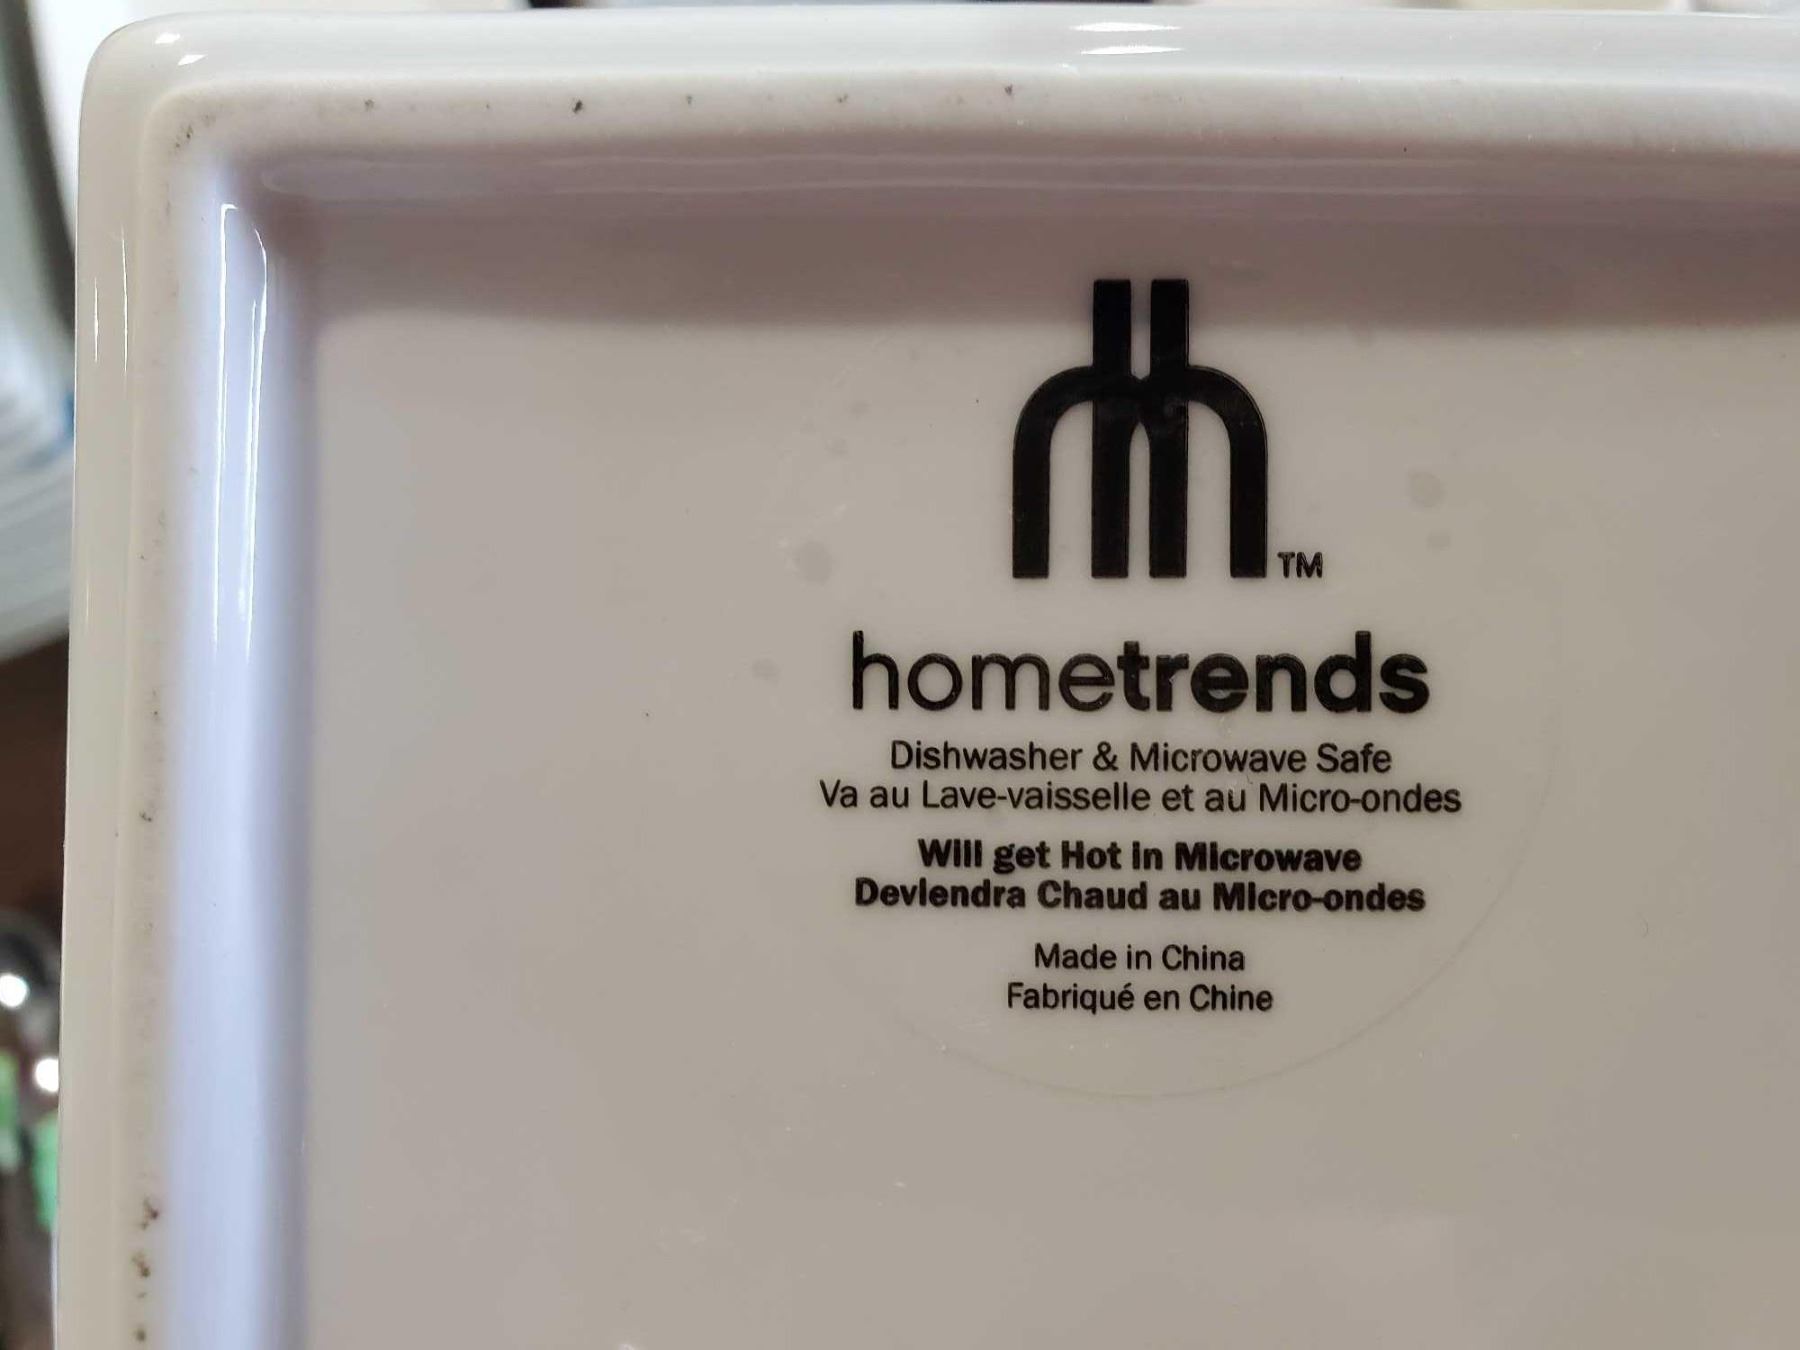 TM
hometrends
Dishwasher & Microwave Safe
Va au Lave-vaisselle et au Micro-ondes
Will get Hot in Microwave
Deviendra Chaud au Micro-ondes
Made in China
Fabriqué en Chine